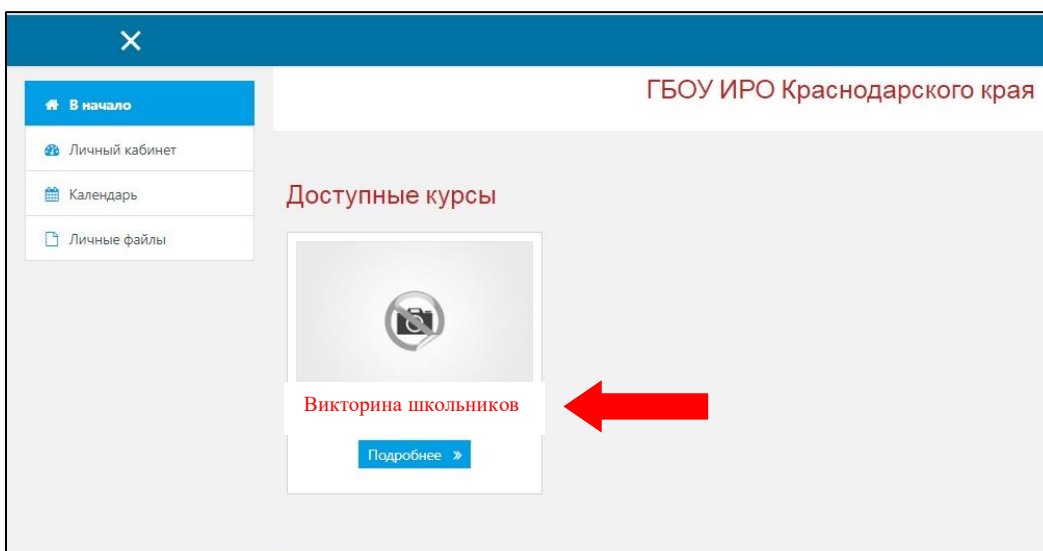 ГБОУ ИРО Краснодарского края
В начало
Личный кабинет
Календарь
Личные файлы
Доступные курсы
Викторина школьников
Подробнее »